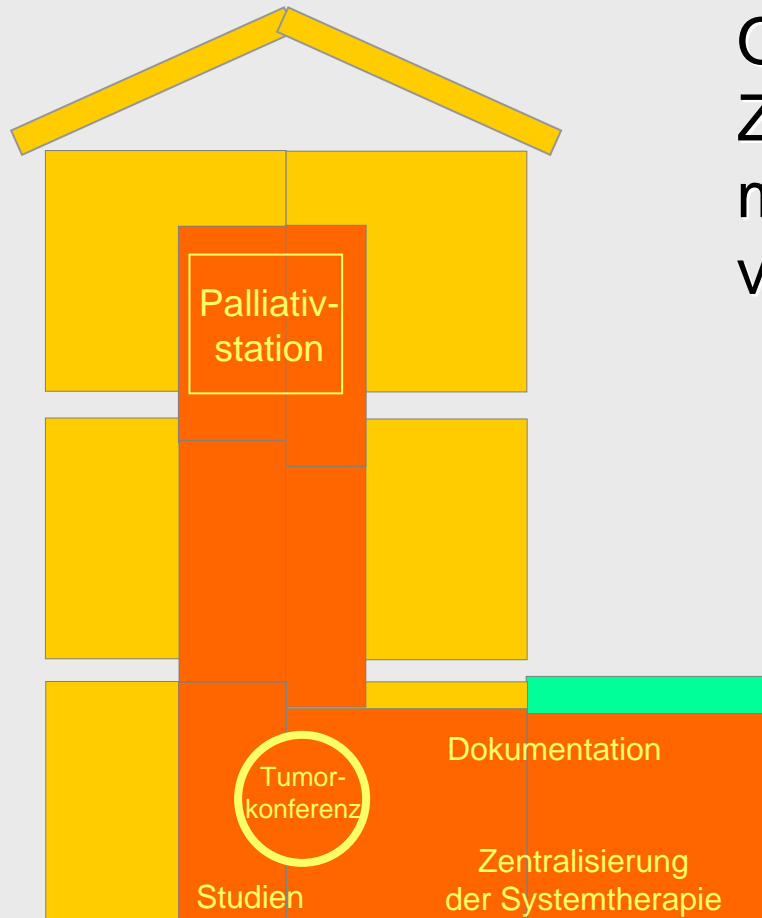 Palliativ-
station
Dokumentation
Tumor-
konferenz
Zentralisierung
der Systemtherapie
Studien